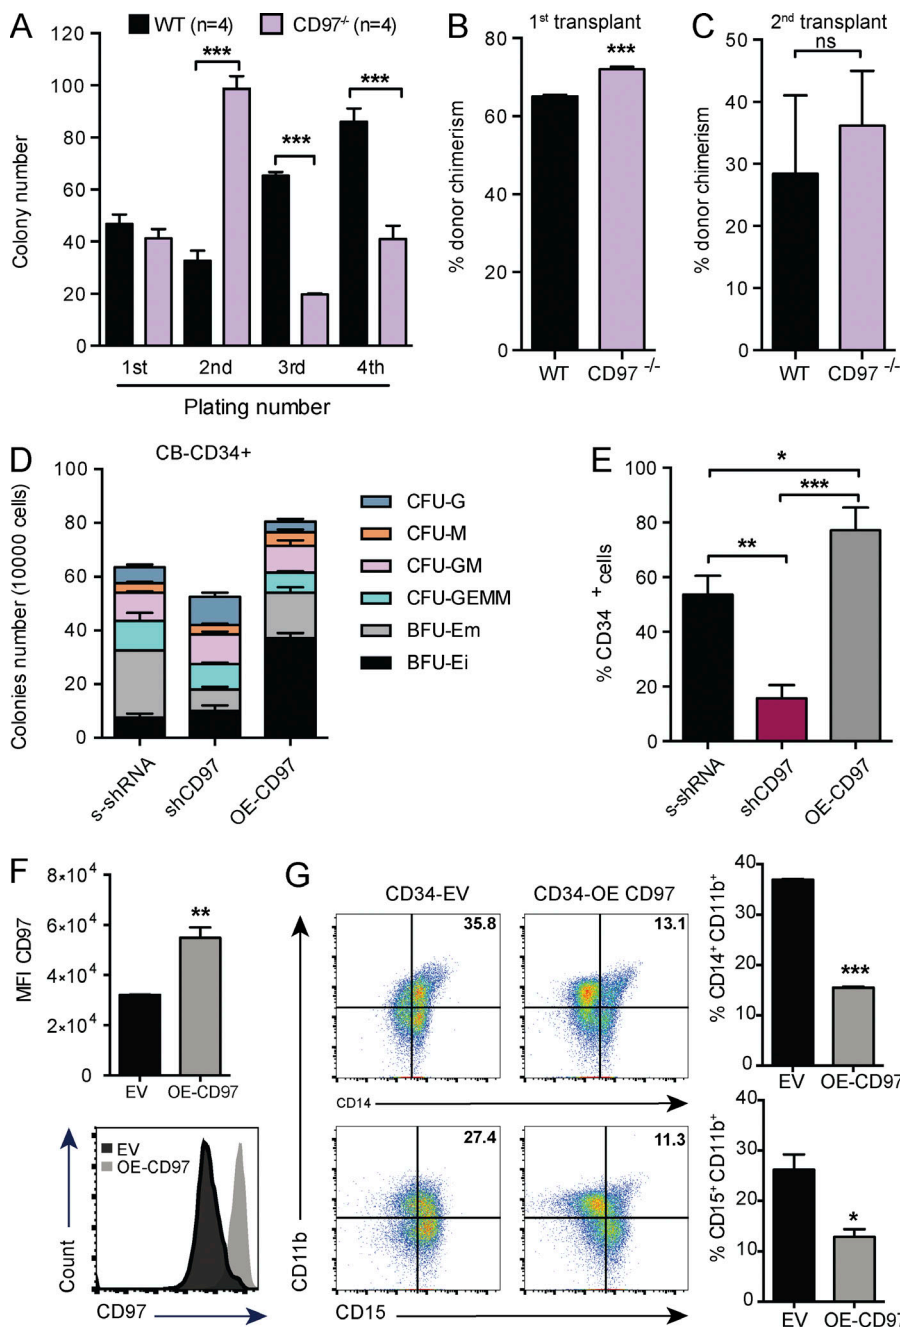 A
WT (n=4) CD97-/- (n=4)
Colony number
120
100
80
60
40
20
0
***
***
***
1st 2nd 3rd 4th
Plating number
B
1st transplant
% donor chimerism
80
60
40
20
0
***
WT CD97 -/-
C
2nd transplant
% donor chimerism
50
40
30
20
10
0
ns
WT CD97 -/-
D
CB-CD34+
Colonies number (10000 cells)
100
80
60
40
20
0
s-shRNA
shCD97
OE-CD97
CFU-G
CFU-M
CFU-GM
CFU-GEMM
BFU-Em
BFU-Ei
E
% CD34+ cells
100
80
60
40
20
0
*
***
**
s-shRNA
shCD97
OE-CD97
F
MFI CD97
8×10^4
6×10^4
4×10^4
2×10^4
0
**
EV OE-CD97
EV
OE-CD97
Count
CD97
G
CD34-EV CD34-OE CD97
35.8
13.1
CD14
27.4
11.3
CD11b
CD15
% CD14+ CD11b+
40
30
15
10
0
***
EV OE-CD97
% CD15+ CD11b+
40
30
20
10
0
*
EV OE-CD97